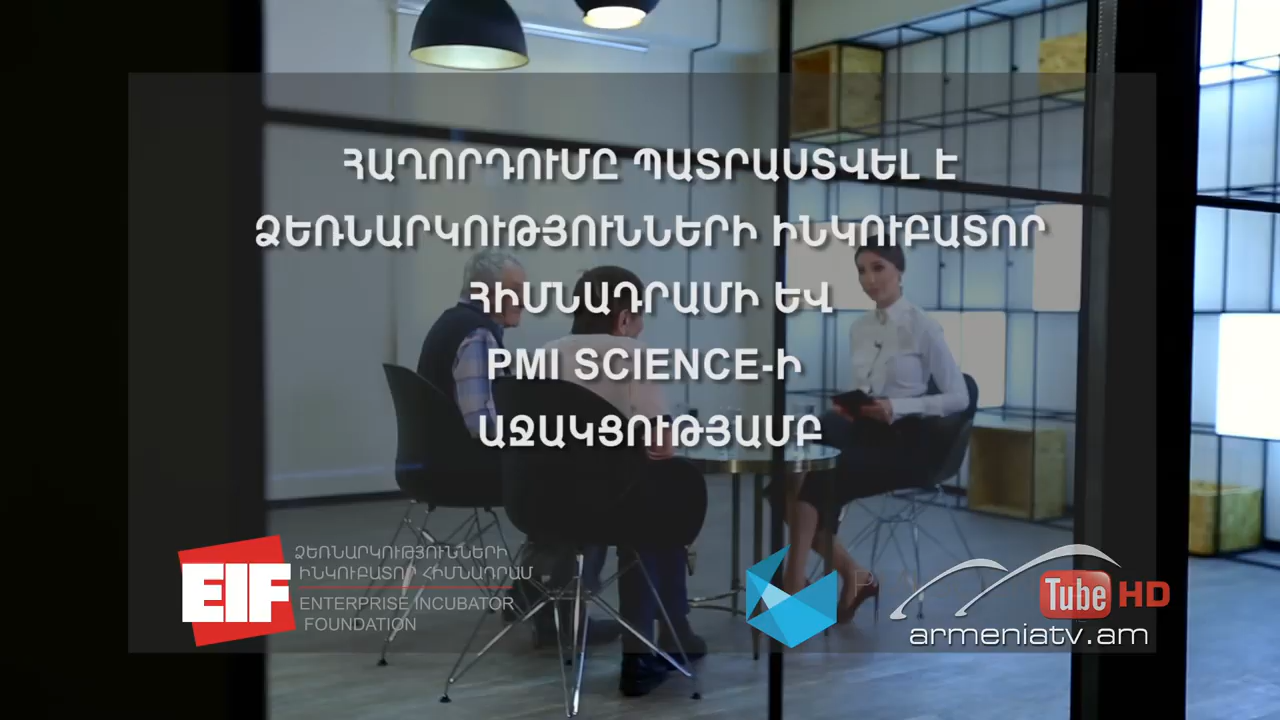 ՀԱՂՈՐԴՈՒՄԸ ՊԱՏՐԱՍՏՎԵԼ Է
ՁԵՌՆԱՐԿՈՒԹՅՈՒՆՆԵՐԻ ԻՆԿՈՒԲԱՏՈՐ
ՀԻՄՆԱԴՐԱՄԻ ԵՎ
PMI SCIENCE-Ի
ԱՋԱԿՑՈՒԹՅԱՄԲ
EIF
ՁԵՌՆԱՐԿՈՒԹՅՈՒՆՆԵՐԻ
ԻՆԿՈՒԲԱՏՈՐ ՀԻՄՆԱԴՐԱՄ
ENTERPRISE INCUBATOR
FOUNDATION
Tube HD
armeniatv.am